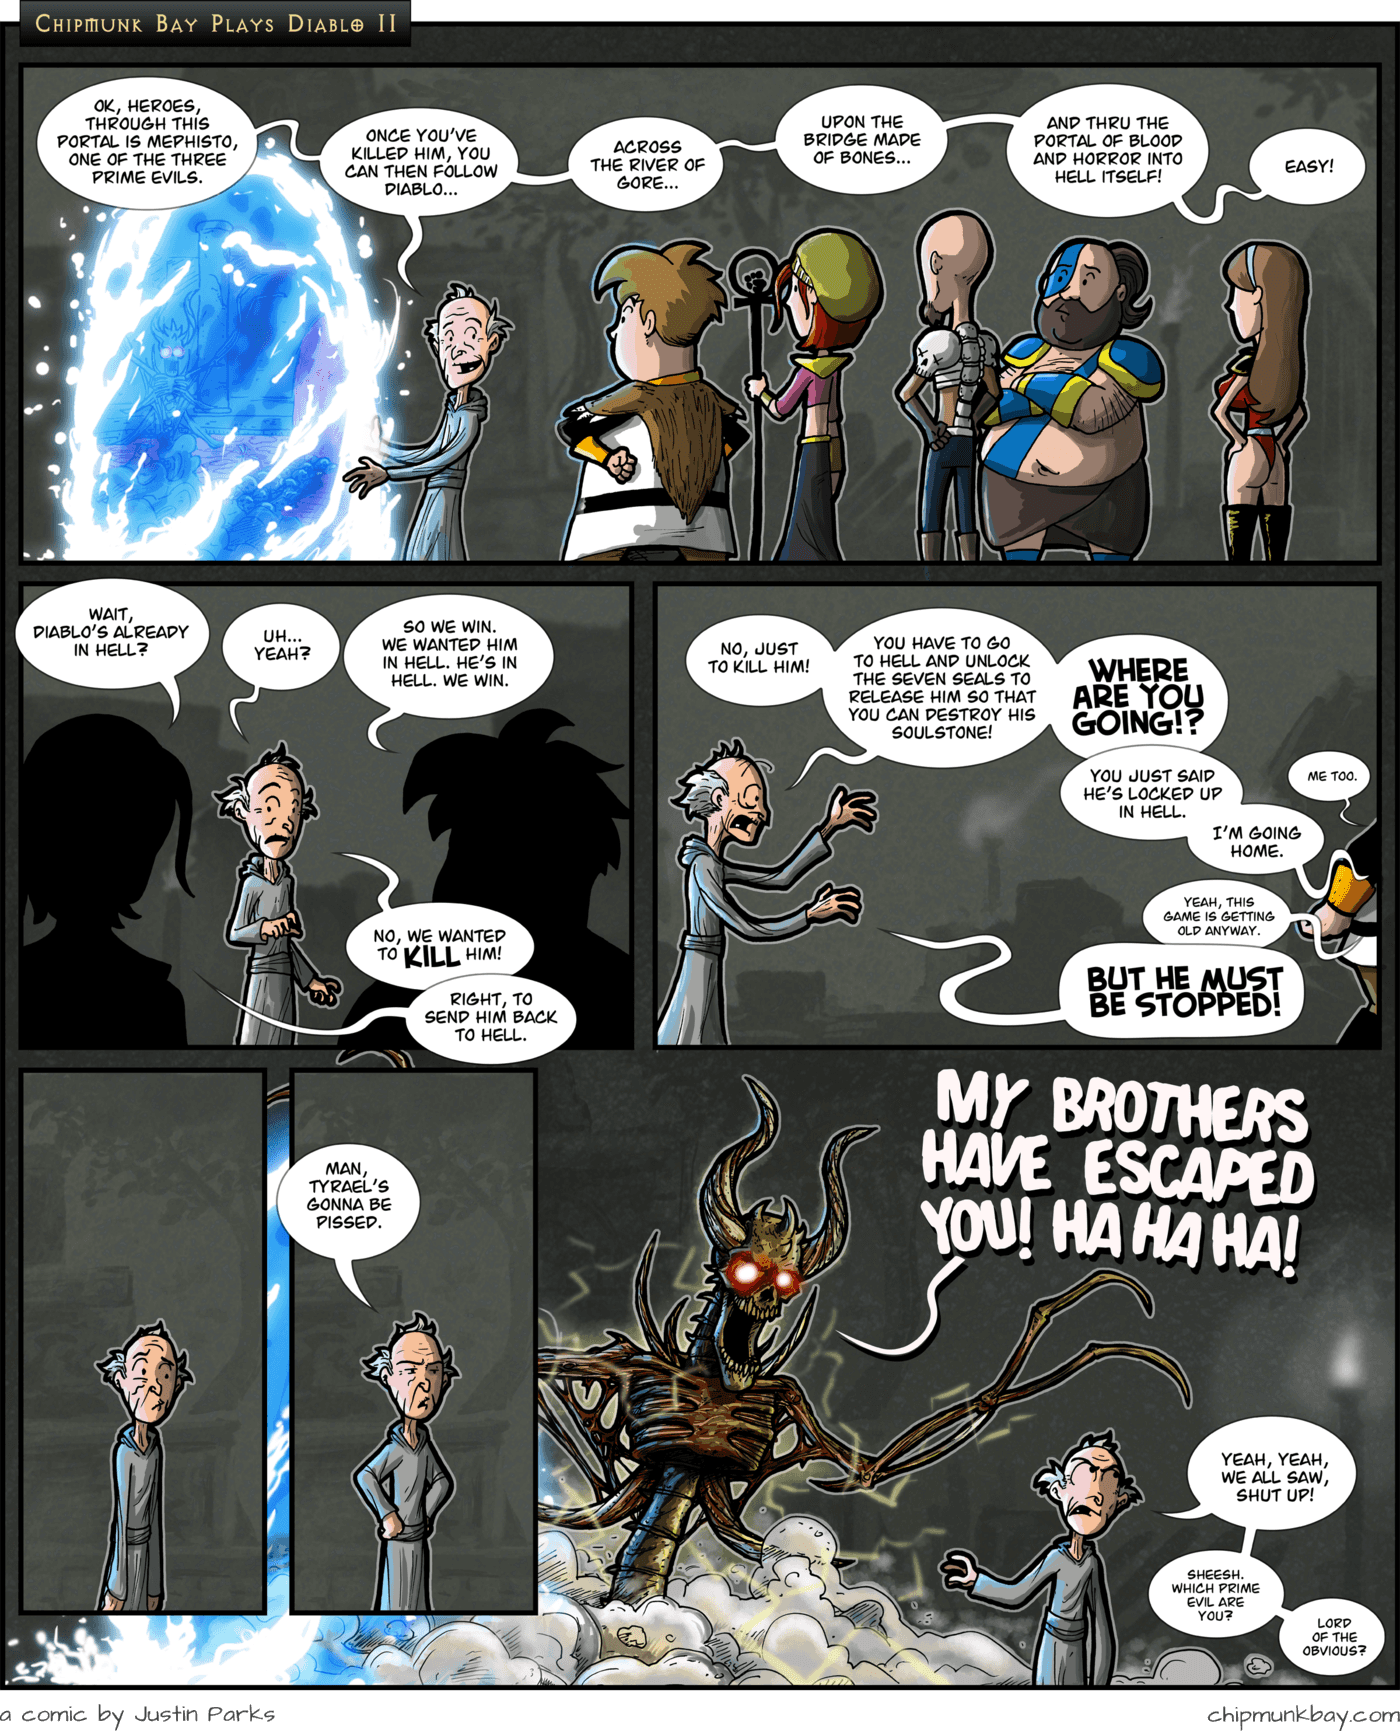 Chipmunk Bay Plays Diablo II
OK, HEROES,
THROUGH THIS
PORTAL IS MEPHISTO,
ONE OF THE THREE
PRIME EVILS.
ONCE YOU'VE
KILLED HIM, YOU
CAN THEN FOLLOW
DIABLO...
ACROSS
THE RIVER OF
GORE...
UPON THE
BRIDGE MADE
OF BONES...
AND THRU THE
PORTAL OF BLOOD
AND HORROR INTO
HELL ITSELF!
EASY!
WAIT,
DIABLO'S ALREADY
IN HELL?
UH...
YEAH?
SO WE WIN.
WE WANTED HIM
IN HELL. HE'S IN
HELL. WE WIN.
NO, WE WANTED
TO KILL HIM!
RIGHT, TO
SEND HIM BACK
TO HELL.
NO, JUST
TO KILL HIM!
YOU HAVE TO GO
TO HELL AND UNLOCK
THE SEVEN SEALS TO
RELEASE HIM SO THAT
YOU CAN DESTROY HIS
SOULSTONE!
WHERE
ARE YOU
GOING!?
YOU JUST SAID
HE'S LOCKED UP
IN HELL.
I'M GOING
HOME.
ME TOO.
YEAH, THIS
GAME IS GETTING
OLD ANYWAY.
BUT HE MUST
BE STOPPED!
MAN,
TYRAEL'S
GONNA BE
PISSED.
MY BROTHERS
HAVE ESCAPED
YOU! HA HA HA!
YEAH, YEAH,
WE ALL SAW,
SHUT UP!
SHEESH.
WHICH PRIME
EVIL ARE
YOU?
LORD
OF THE
OBVIOUS?
a comic by Justin Parks
chipmunkbay.com